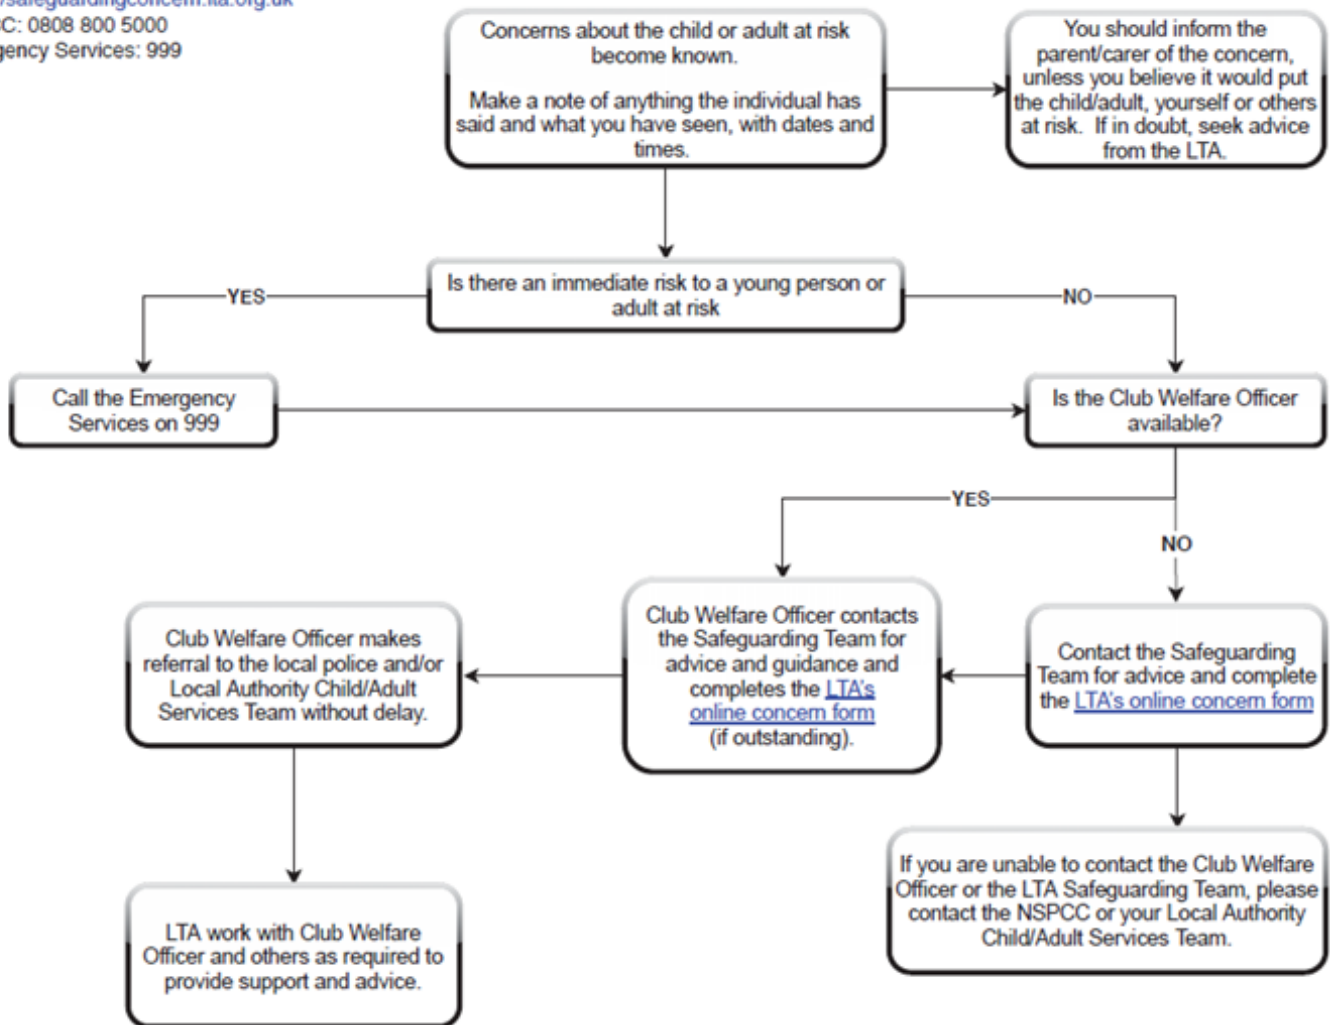 safeguardingconcern.lta.org.uk
C: 0808 800 5000
gency Services: 999
Concerns about the child or adult at risk
become known.
Make a note of anything the individual has
said and what you have seen, with dates and
times.
You should inform the
parent/carer of the concern,
unless you believe it would put
the child/adult, yourself or others
at risk. If in doubt, seek advice
from the LTA.
Is there an immediate risk to a young person or
adult at risk
YES
NO
Call the Emergency
Services on 999
Is the Club Welfare Officer
available?
YES
NO
Club Welfare Officer makes
referral to the local police and/or
Local Authority Child/Adult
Services Team without delay.
Club Welfare Officer contacts
the Safeguarding Team for
advice and guidance and
completes the LTA's
online concern form
(if outstanding).
Contact the Safeguarding
Team for advice and complete
the LTA's online concern form
If you are unable to contact the Club Welfare
Officer or the LTA Safeguarding Team, please
contact the NSPCC or your Local Authority
Child/Adult Services Team.
LTA work with Club Welfare
Officer and others as required to
provide support and advice.